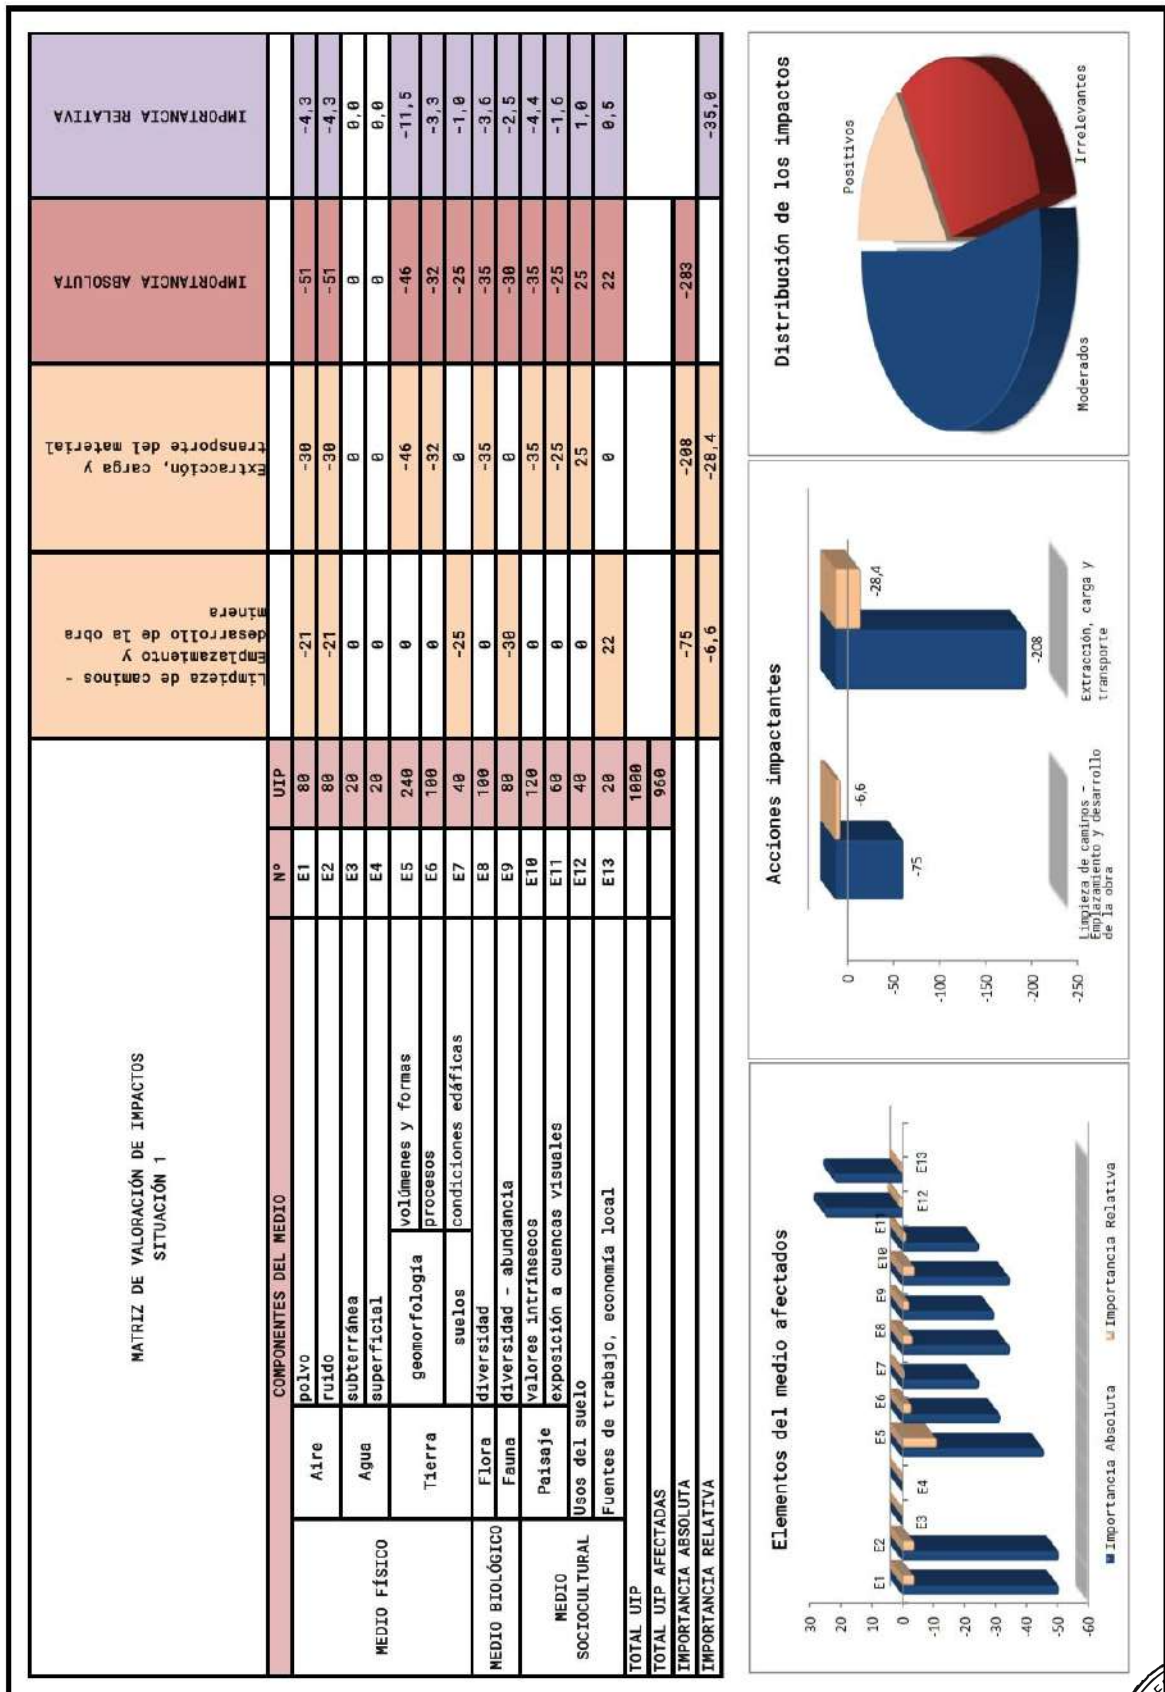 MATRIZ DE VALORACIÓN DE IMPACTOS
SITUACIÓN 1
Limpieza de caminos -
Emplazamiento y
desarrollo de la obra
minera
Extracción, carga y
transporte del material
IMPORTANCIA ABSOLUTA
IMPORTANCIA RELATIVA
COMPONENTES DEL MEDIO Nº UIP
MEDIO FÍSICO
Aire
polvo E1 80 -21 -30 -51 -4,3
ruido E2 80 -21 -30 -51 -4,3
Agua
subterránea E3 20 0 0 0 0,0
superficial E4 20 0 0 0 0,0
Tierra
geomorfología
volúmenes y formas E5 240 0 -46 -46 -11,5
procesos E6 100 0 -32 -32 -3,3
suelos condiciones edáficas E7 40 -25 0 -25 -1,0
MEDIO BIOLÓGICO
Flora diversidad E8 100 0 -35 -35 -3,6
Fauna diversidad - abundancia E9 80 -30 0 -30 -2,5
MEDIO
SOCIOCULTURAL
Paisaje
valores intrínsecos E10 120 0 -35 -35 -4,4
exposición a cuencas visuales E11 60 0 -25 -25 -1,6
Usos del suelo E12 40 0 25 25 1,0
Fuentes de trabajo, economía local E13 20 22 0 22 0,5
TOTAL UIP 1000
TOTAL UIP AFECTADAS 960
IMPORTANCIA ABSOLUTA -75 -208 -283
IMPORTANCIA RELATIVA -6,6 -28,4 -35,0
Elementos del medio afectados
30
20
10
0
-10
-20
-30
-40
-50
-60
E1 E2 E3 E4 E5 E6 E7 E8 E9 E10 E11 E12 E13
Importancia Absoluta Importancia Relativa
Acciones impactantes
0
-50
-100
-150
-200
-250
-75
-6,6
-208
-28,4
Limpieza de caminos -
Emplazamiento y desarrollo
de la obra
Extracción, carga y
transporte
Distribución de los impactos
Positivos
Irrelevantes
Moderados